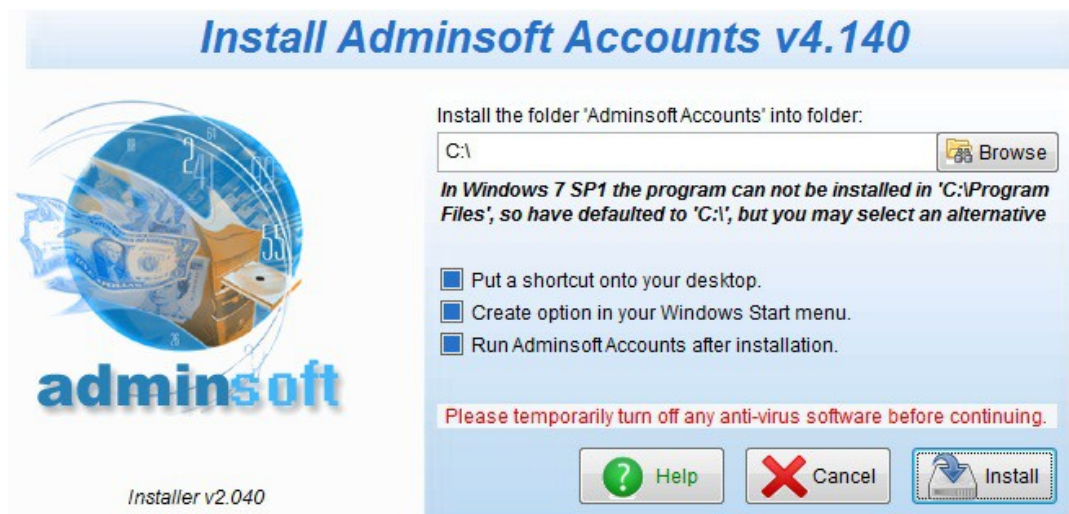 Install Adminsoft Accounts v4.140
Install the folder 'Adminsoft Accounts' into folder:
C:\
Browse
In Windows 7 SP1 the program can not be installed in 'C:\Program
Files', so have defaulted to 'C:\', but you may select an alternative
Put a shortcut onto your desktop.
Create option in your Windows Start menu.
Run Adminsoft Accounts after installation.
adminsoft
Please temporarily turn off any anti-virus software before continuing.
Installer v2.040
Help
Cancel
Install